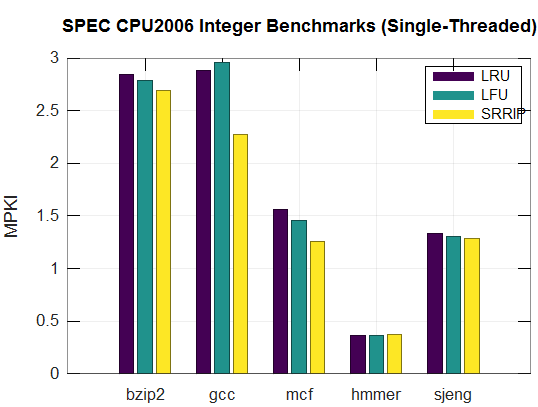 SPEC CPU2006 Integer Benchmarks (Single-Threaded)
3
2.5
2
1.5
1
0.5
0
MPKI
LRU
LFU
SRRIP
bzip2 gcc mcf hmmer sjeng